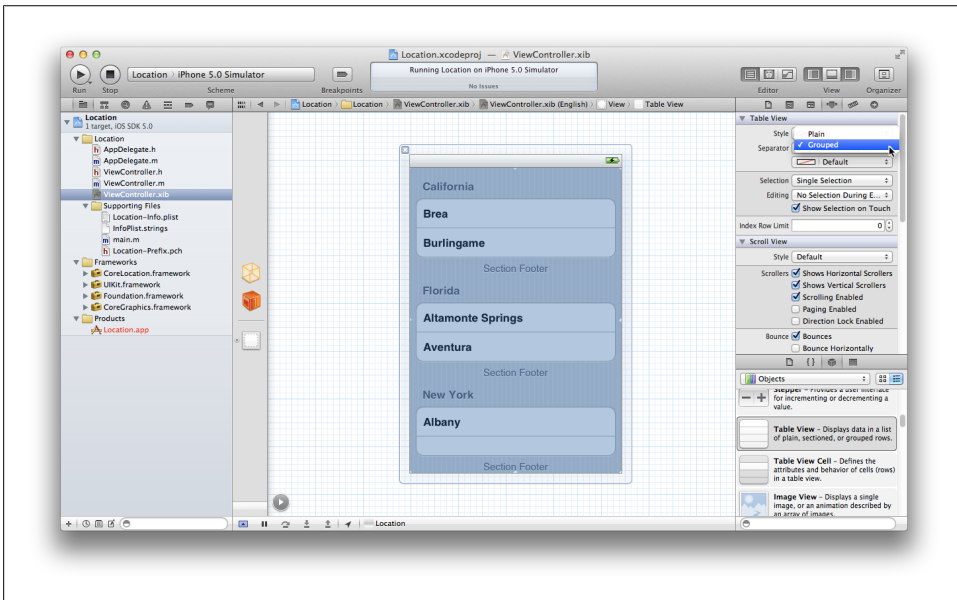 Location.xcodeproj — ViewController.xib
Location
iPhone 5.0 Simulator
Running Location on iPhone 5.0 Simulator
No Issues
Run
Stop
Scheme
Breakpoints
Editor
View
Organizer
Location
1 target, iOS SDK 5.0
Location
AppDelegate.h
AppDelegate.m
ViewController.h
ViewController.m
ViewController.xib
Supporting Files
Location-Info.plist
InfoPlist.strings
main.m
Location-Prefix.pch
Frameworks
CoreLocation.framework
UIKit.framework
Foundation.framework
CoreGraphics.framework
Products
Location.app
Location
Location
ViewController.xib
ViewController.xib (English)
View
Table View
California
Brea
Burlingame
Section Footer
Florida
Altamonte Springs
Aventura
Section Footer
New York
Albany
Section Footer
Location
Table View
Style
Plain
Separator
✓ Grouped
Default
Selection
Single Selection
Editing
No Selection During E...
Show Selection on Touch
Index Row Limit
0
Scroll View
Style
Default
Scrollers
Shows Horizontal Scrollers
Shows Vertical Scrollers
Scrolling Enabled
Paging Enabled
Direction Lock Enabled
Bounce
Bounces
Bounce Horizontally
{}
Objects
Stepper - Provides a user interface
for incrementing or decrementing a
value.
Table View - Displays data in a list
of plain, sectioned, or grouped rows.
Table View Cell - Defines the
attributes and behavior of cells (rows)
in a table view.
Image View - Displays a single
image, or an animation described by
an array of images.